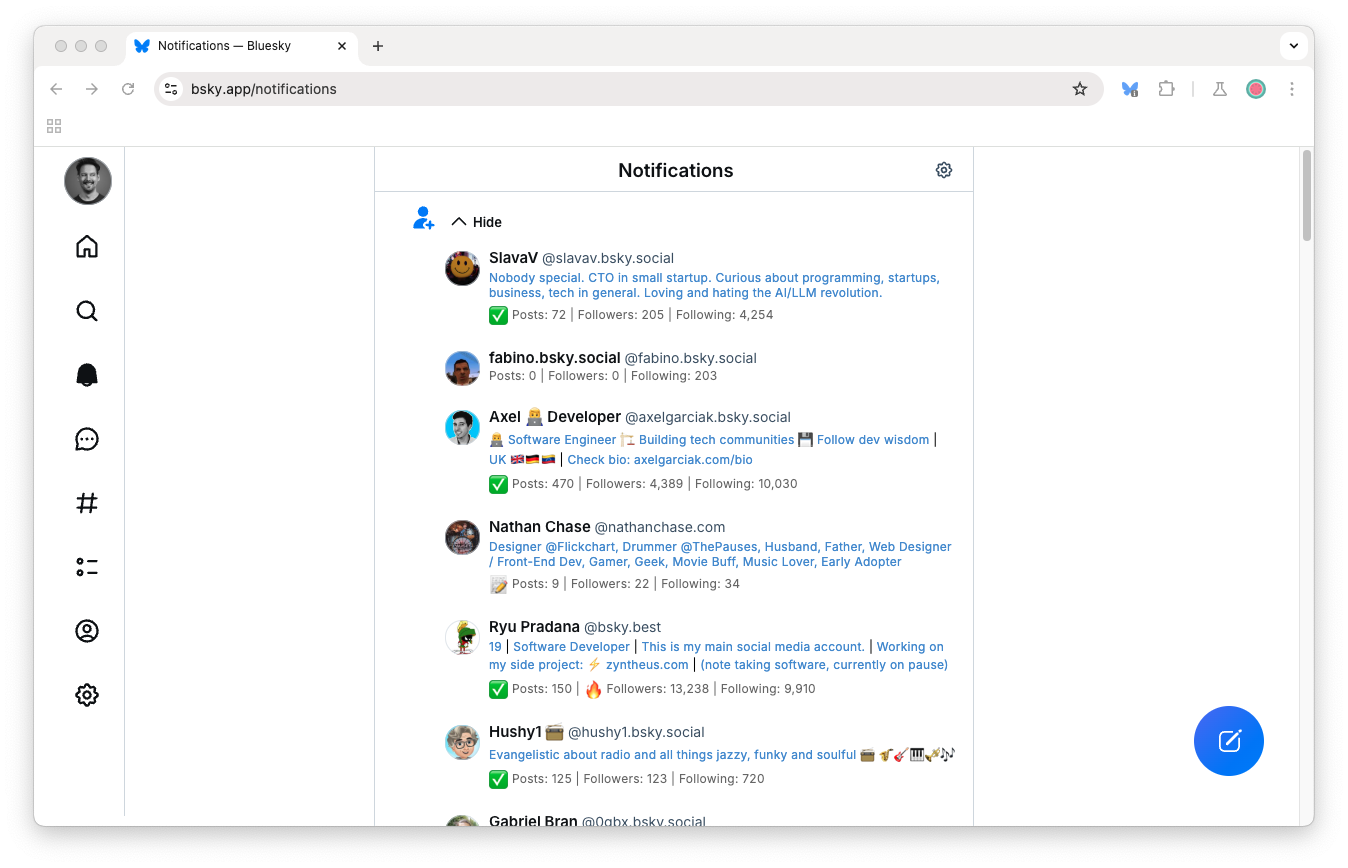 Notifications — Bluesky
bsky.app/notifications
Notifications
Hide
SlavaV @slavav.bsky.social
Nobody special. CTO in small startup. Curious about programming, startups,
business, tech in general. Loving and hating the AI/LLM revolution.
✅ Posts: 72 | Followers: 205 | Following: 4,254
fabino.bsky.social @fabino.bsky.social
Posts: 0 | Followers: 0 | Following: 203
Axel 👨‍💻 Developer @axelgarciak.bsky.social
👨‍💻 Software Engineer 🏗️ Building tech communities 💾 Follow dev wisdom |
UK 🇬🇧🇩🇪🇻🇪 | Check bio: axelgarciak.com/bio
✅ Posts: 470 | Followers: 4,389 | Following: 10,030
Nathan Chase @nathanchase.com
Designer @Flickchart, Drummer @ThePauses, Husband, Father, Web Designer
/ Front-End Dev, Gamer, Geek, Movie Buff, Music Lover, Early Adopter
📝 Posts: 9 | Followers: 22 | Following: 34
Ryu Pradana @bsky.best
19 | Software Developer | This is my main social media account. | Working on
my side project: ⚡ zyntheus.com | (note taking software, currently on pause)
✅ Posts: 150 | 🔥 Followers: 13,238 | Following: 9,910
Hushy1 📻 @hushy1.bsky.social
Evangelistic about radio and all things jazzy, funky and soulful 📻 🎷🎸🎹🎺🎶
✅ Posts: 125 | Followers: 123 | Following: 720
Gabriel Bran @0gbx.bsky.social